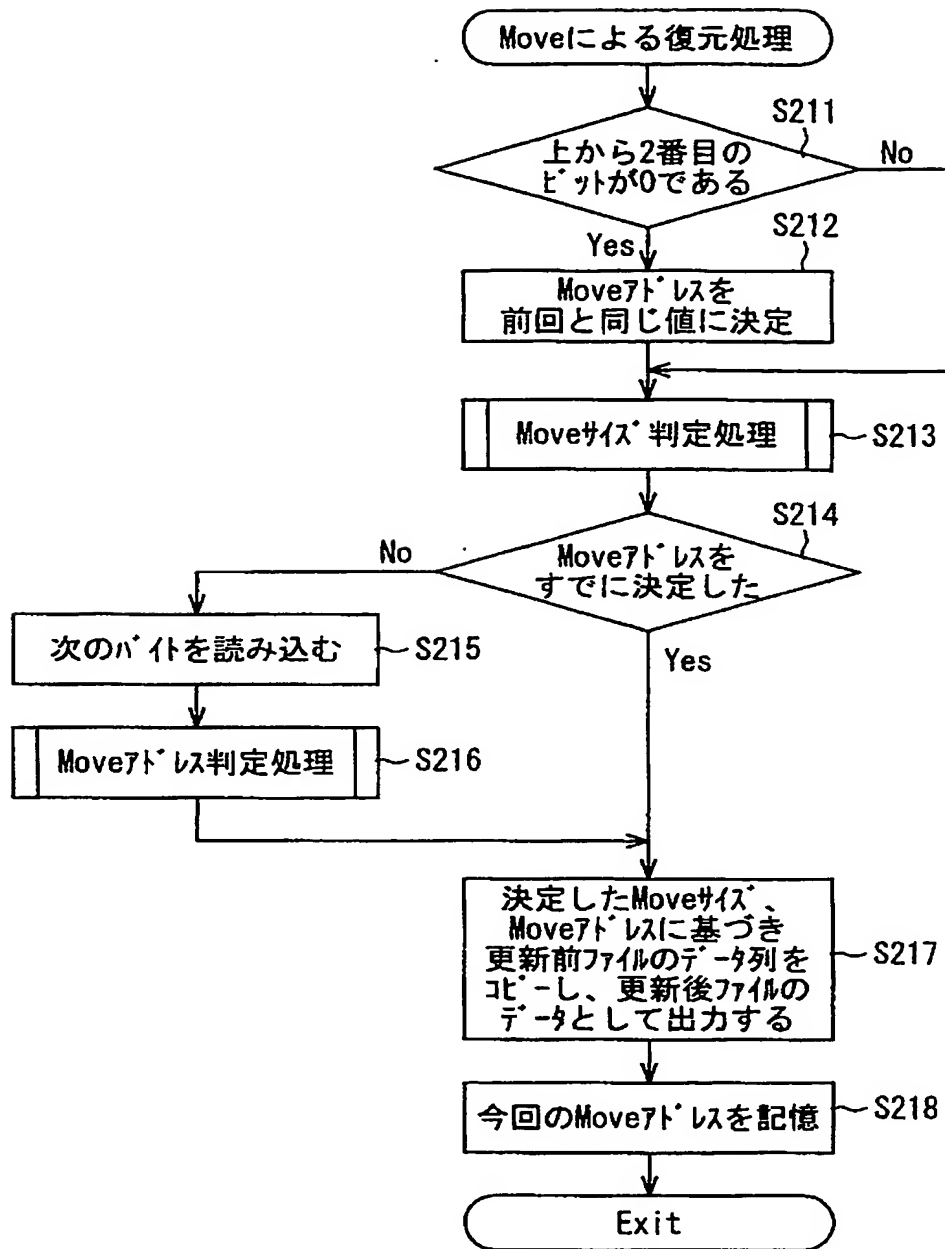 Moveによる復元処理
S211
上から2番目の
ﾋﾞｯﾄが0である
No
Yes
S212
Moveｱﾄﾞﾚｽを
前回と同じ値に決定
Moveｻｲｽﾞ判定処理
S213
S214
Moveｱﾄﾞﾚｽを
すでに決定した
No
Yes
次のﾊﾞｲﾄを読み込む
S215
Moveｱﾄﾞﾚｽ判定処理
S216
決定したMoveｻｲｽﾞ、
Moveｱﾄﾞﾚｽに基づき
更新前ファイルのﾃﾞｰﾀ列を
ｺﾋﾟｰし、更新後ファイルの
ﾃﾞｰﾀとして出力する
S217
今回のMoveｱﾄﾞﾚｽを記憶
S218
Exit